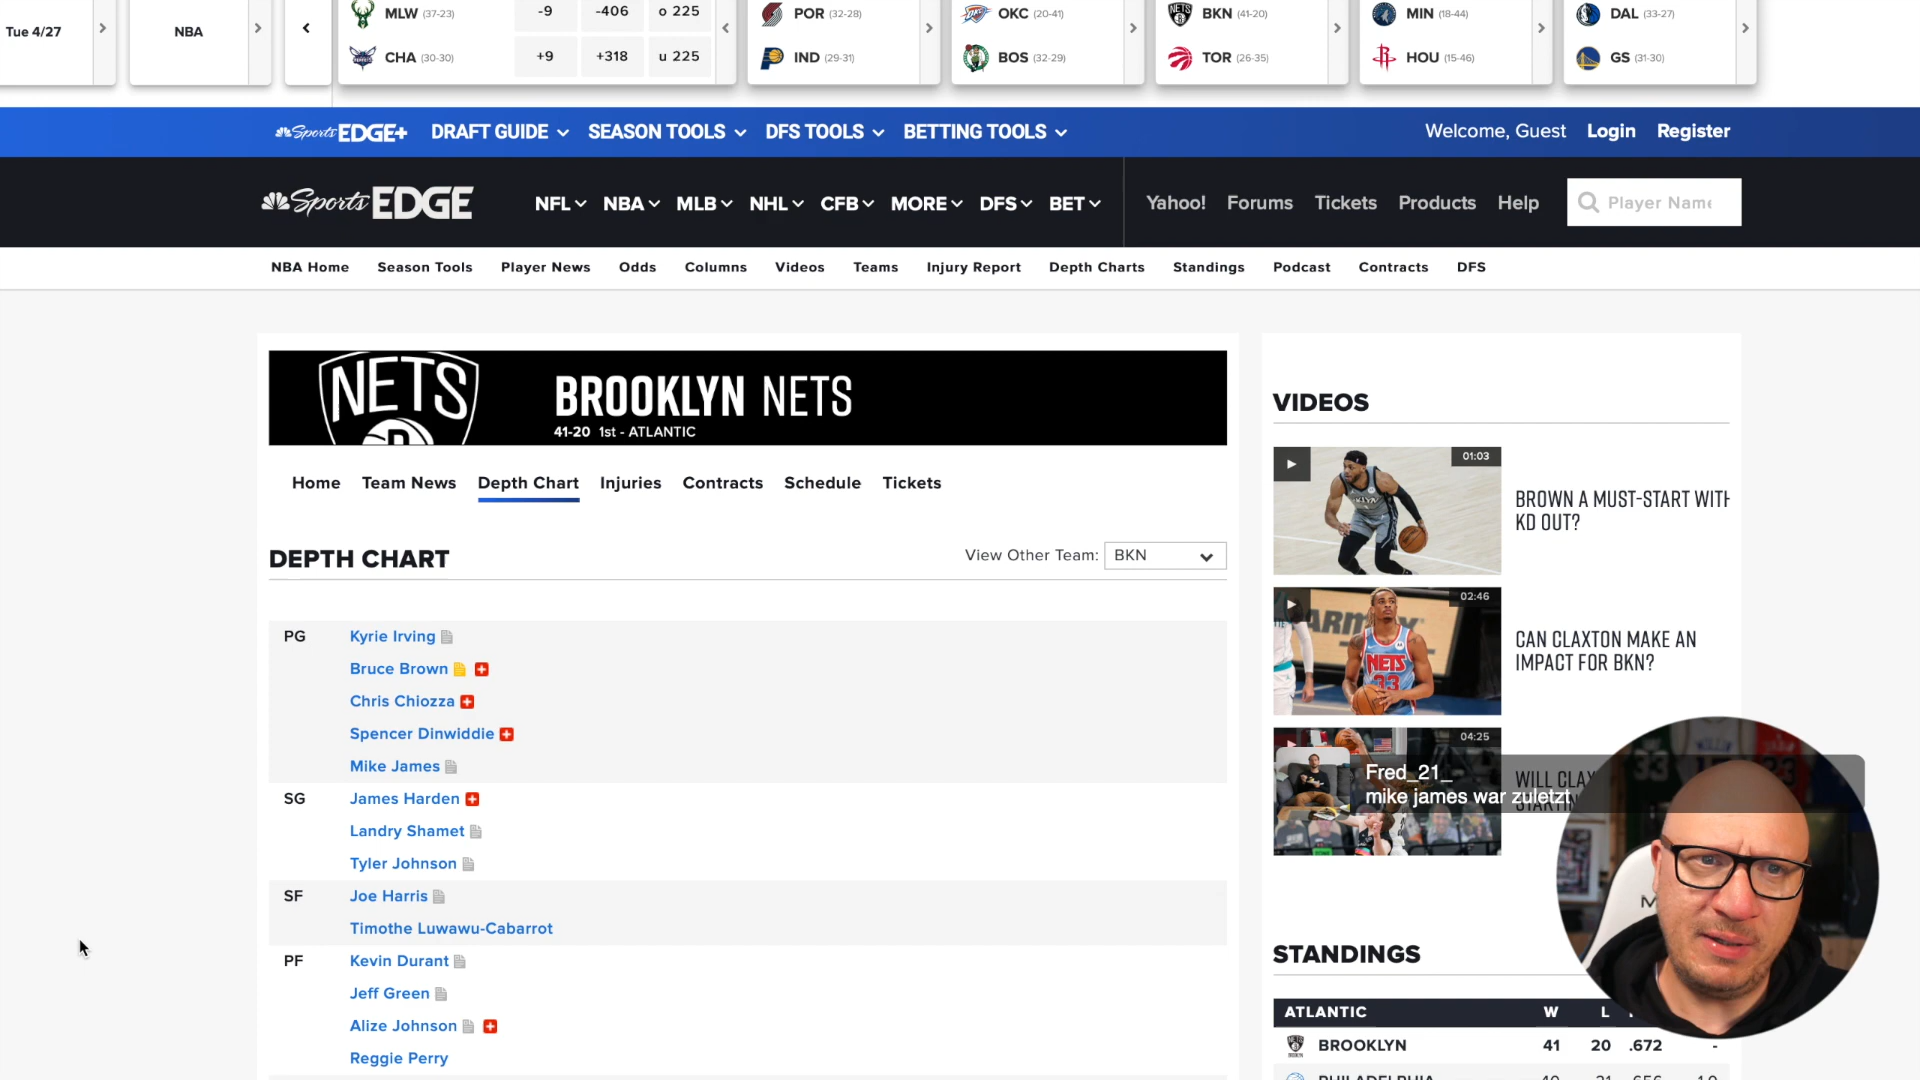 Tue 4/27
NBA
MLW (37-23) -9 -406 o 225
CHA (30-30) +9 +318 u 225
POR (32-28)
IND (29-31)
OKC (20-41)
BOS (32-29)
BKN (41-20)
TOR (26-35)
MIN (18-44)
HOU (15-46)
DAL (33-27)
GS (31-30)
Sports EDGE+ DRAFT GUIDE SEASON TOOLS DFS TOOLS BETTING TOOLS Welcome, Guest Login Register
Sports EDGE NFL NBA MLB NHL CFB MORE DFS BET Yahoo! Forums Tickets Products Help Player Name
NBA Home Season Tools Player News Odds Columns Videos Teams Injury Report Depth Charts Standings Podcast Contracts DFS
NETS
BROOKLYN NETS
41-20 1st - ATLANTIC
Home Team News Depth Chart Injuries Contracts Schedule Tickets
DEPTH CHART
View Other Team: BKN
PG Kyrie Irving
Bruce Brown
Chris Chiozza
Spencer Dinwiddie
Mike James
SG James Harden
Landry Shamet
Tyler Johnson
SF Joe Harris
Timothe Luwawu-Cabarrot
PF Kevin Durant
Jeff Green
Alize Johnson
Reggie Perry
VIDEOS
01:03
BROWN A MUST-START WITH
KD OUT?
02:46
NETS
33
CAN CLAXTON MAKE AN
IMPACT FOR BKN?
04:25
WILL CLAX
Fred_21_
mike james war zuletzt
STANDINGS
ATLANTIC W L
BROOKLYN 41 20 .672 -